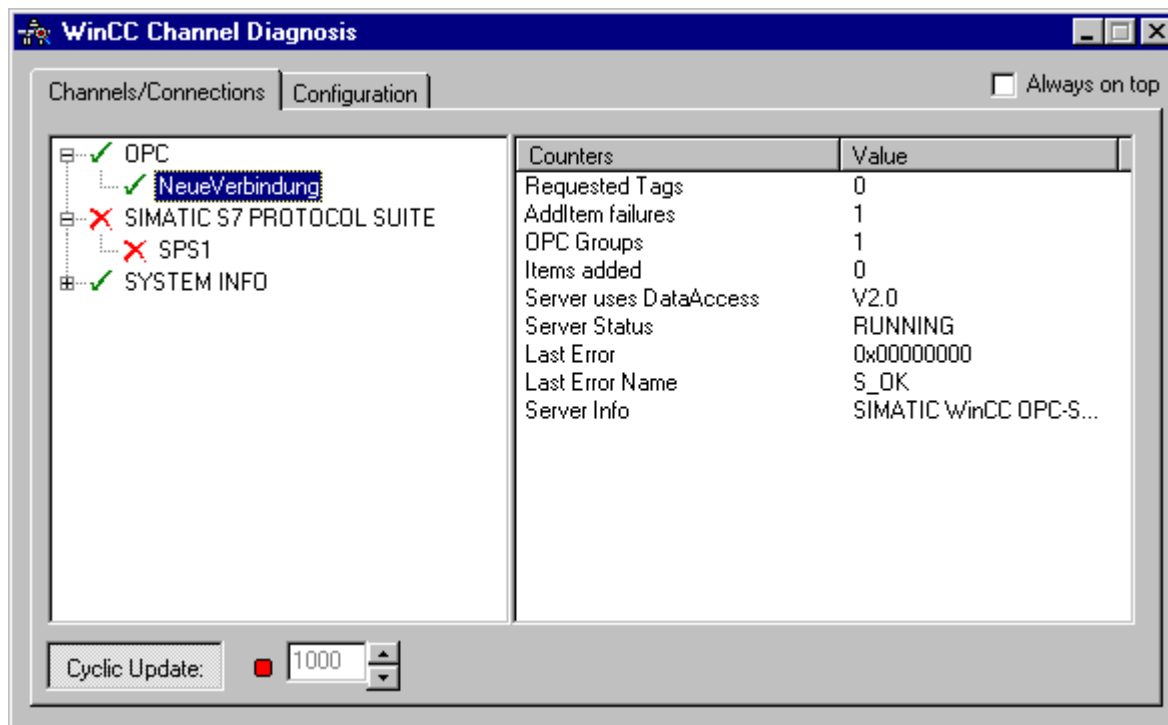 WinCC Channel Diagnosis
Channels/Connections Configuration Always on top
OPC
NeueVerbindung
SIMATIC S7 PROTOCOL SUITE
SPS1
SYSTEM INFO
Counters Value
Requested Tags 0
AddItem failures 1
OPC Groups 1
Items added 0
Server uses DataAccess V2.0
Server Status RUNNING
Last Error 0x00000000
Last Error Name S_OK
Server Info SIMATIC WinCC OPC-S...
Cyclic Update: 1000